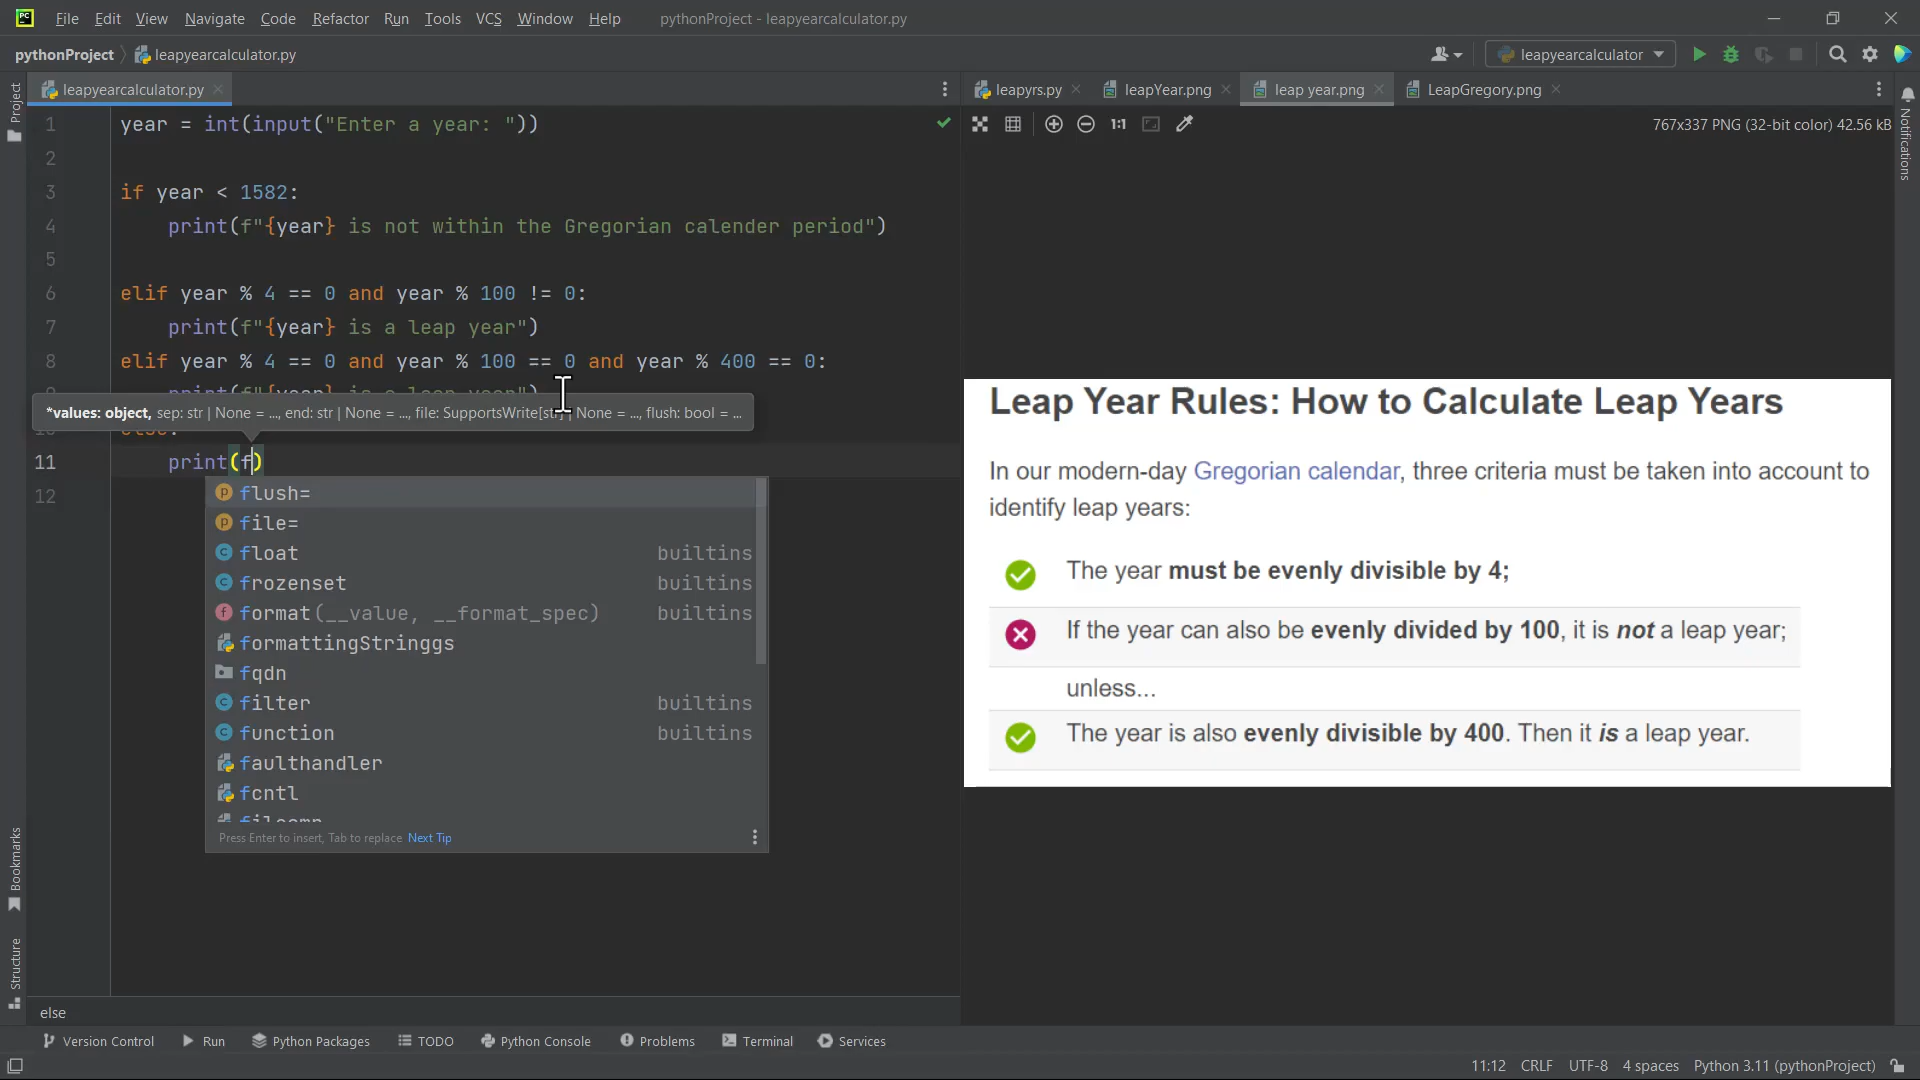 File Edit View Navigate Code Refactor Run Tools VCS Window Help pythonProject - leapyearcalculator.py
pythonProject leapyearcalculator.py
leapyearcalculator
leapyearcalculator.py
leapyrs.py leapYear.png leap year.png LeapGregory.png
Project
Notifications
1:1 767x337 PNG (32-bit color) 42.56 kB
1 year = int(input("Enter a year: "))
2
3 if year < 1582:
4 print(f"{year} is not within the Gregorian calender period")
5
6 elif year % 4 == 0 and year % 100 != 0:
7 print(f"{year} is a leap year")
8 elif year % 4 == 0 and year % 100 == 0 and year % 400 == 0:
print(f"{year} is a leap year")
*values: object, sep: str | None = ..., end: str | None = ..., file: SupportsWrite[str] | None = ..., flush: bool = ...
else:
11 print(f)
12
flush=
file=
float builtins
frozenset builtins
format(__value, __format_spec) builtins
formattingStringgs
fqdn
filter builtins
function builtins
faulthandler
fcntl
filecmp
Press Enter to insert, Tab to replace Next Tip
Leap Year Rules: How to Calculate Leap Years
In our modern-day Gregorian calendar, three criteria must be taken into account to
identify leap years:
The year must be evenly divisible by 4;
If the year can also be evenly divided by 100, it is not a leap year;
unless...
The year is also evenly divisible by 400. Then it is a leap year.
Bookmarks
Structure
else
Version Control Run Python Packages TODO Python Console Problems Terminal Services
11:12 CRLF UTF-8 4 spaces Python 3.11 (pythonProject)